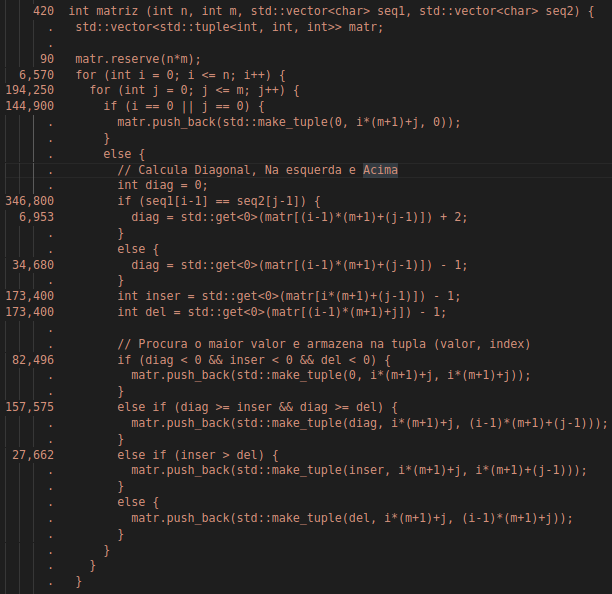 420 int matriz (int n, int m, std::vector<char> seq1, std::vector<char> seq2) {
. std::vector<std::tuple<int, int, int>> matr;
.
90 matr.reserve(n*m);
6,570 for (int i = 0; i <= n; i++) {
194,250 for (int j = 0; j <= m; j++) {
144,900 if (i == 0 || j == 0) {
. matr.push_back(std::make_tuple(0, i*(m+1)+j, 0));
. }
. else {
. // Calcula Diagonal, Na esquerda e Acima
. int diag = 0;
346,800 if (seq1[i-1] == seq2[j-1]) {
6,953 diag = std::get<0>(matr[(i-1)*(m+1)+(j-1)]) + 2;
. }
. else {
34,680 diag = std::get<0>(matr[(i-1)*(m+1)+(j-1)]) - 1;
. }
173,400 int inser = std::get<0>(matr[i*(m+1)+(j-1)]) - 1;
173,400 int del = std::get<0>(matr[(i-1)*(m+1)+j]) - 1;
.
. // Procura o maior valor e armazena na tupla (valor, index)
82,496 if (diag < 0 && inser < 0 && del < 0) {
. matr.push_back(std::make_tuple(0, i*(m+1)+j, i*(m+1)+j));
. }
157,575 else if (diag >= inser && diag >= del) {
. matr.push_back(std::make_tuple(diag, i*(m+1)+j, (i-1)*(m+1)+(j-1)));
. }
27,662 else if (inser > del) {
. matr.push_back(std::make_tuple(inser, i*(m+1)+j, i*(m+1)+(j-1)));
. }
. else {
. matr.push_back(std::make_tuple(del, i*(m+1)+j, (i-1)*(m+1)+j));
. }
. }
. }
. }